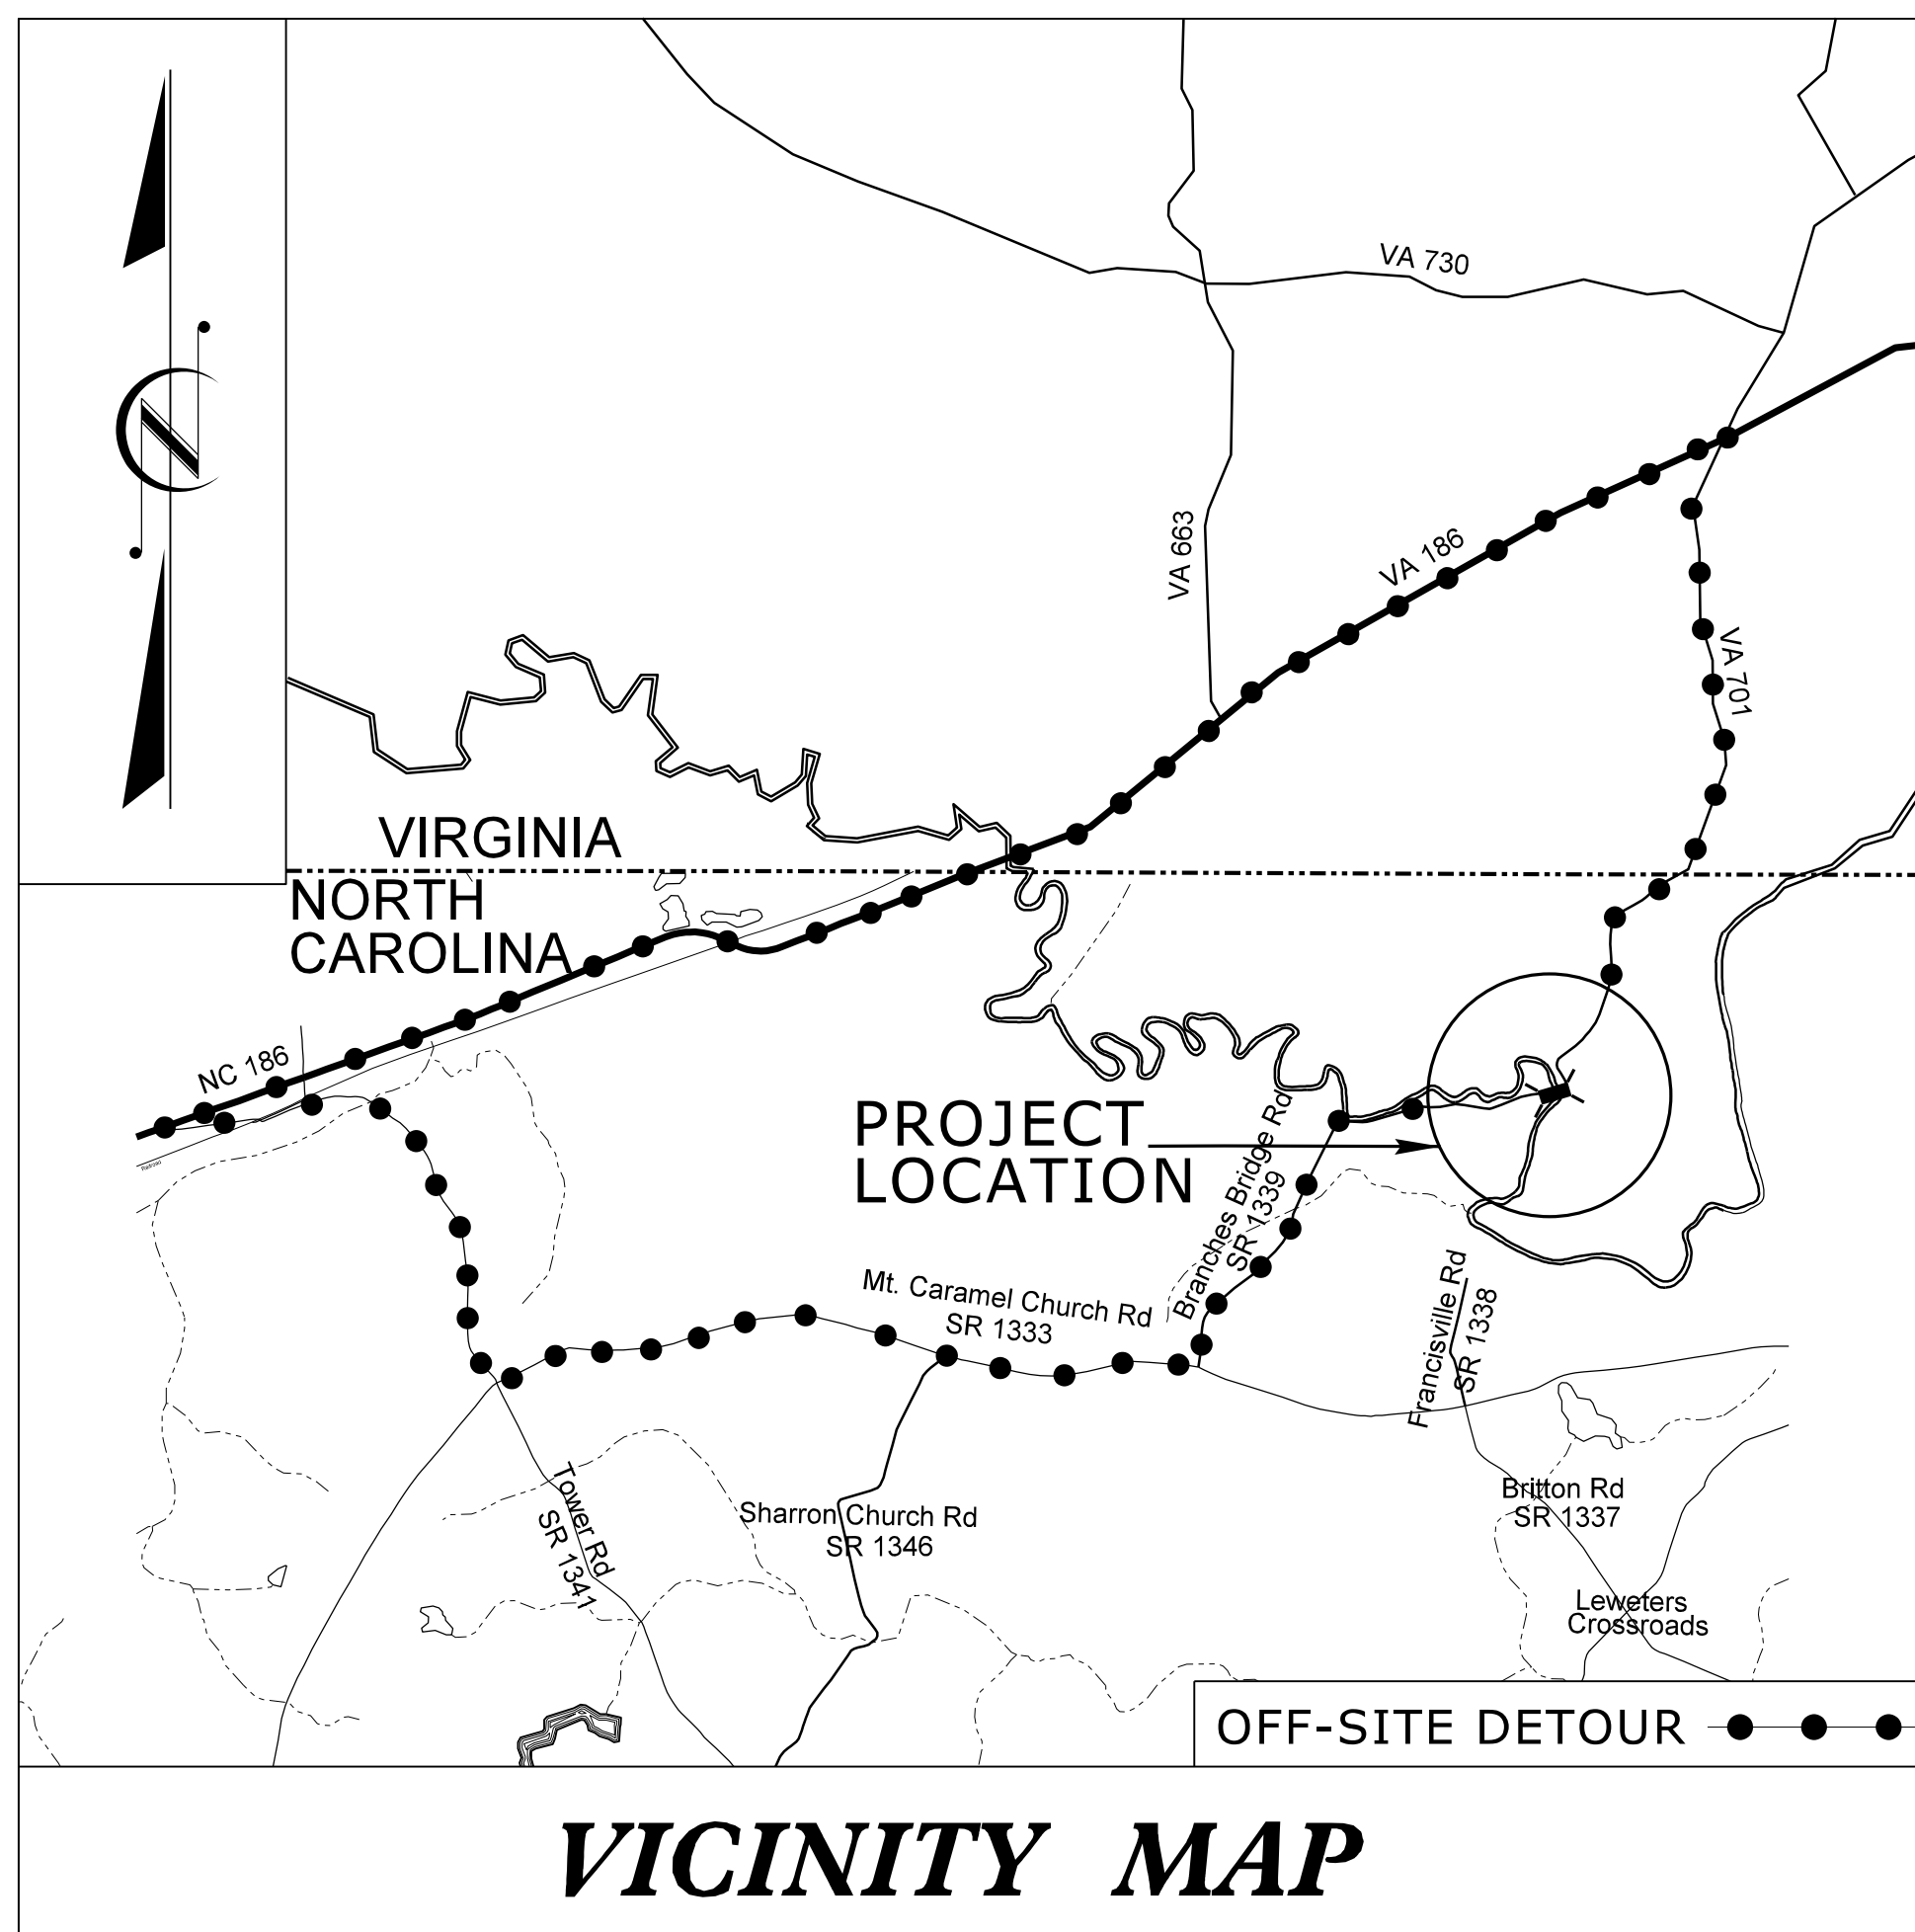 N
VA 730
VA 663
VA 186
VA 701
VIRGINIA
NORTH
CAROLINA
NC 186
Railroad
PROJECT
LOCATION
Branches Bridge Rd
SR 1339
Mt. Caramel Church Rd
SR 1333
Francisville Rd
SR 1338
Tower Rd
SR 1341
Sharron Church Rd
SR 1346
Britton Rd
SR 1337
Leweters
Crossroads
OFF-SITE DETOUR
VICINITY MAP